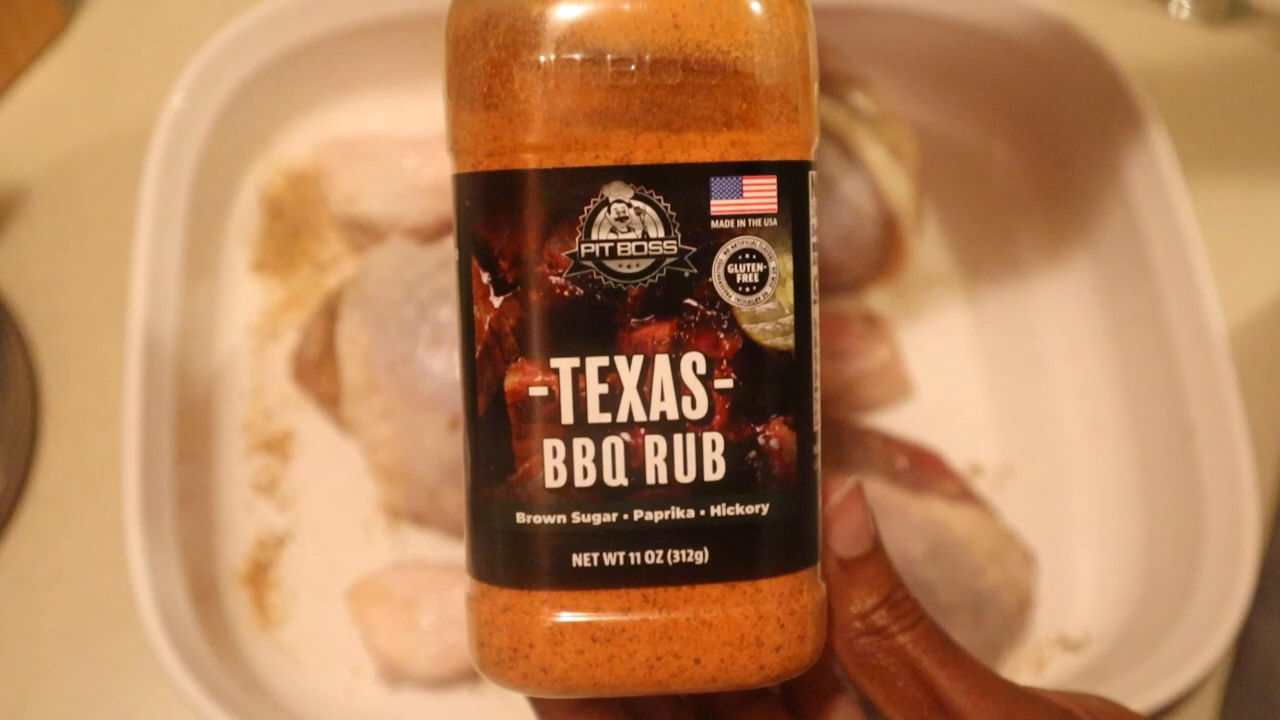 PIT BOSS
MADE IN THE USA
GLUTEN-
FREE
-TEXAS-
BBQ RUB
Brown Sugar • Paprika • Hickory
NET WT 11 OZ (312g)